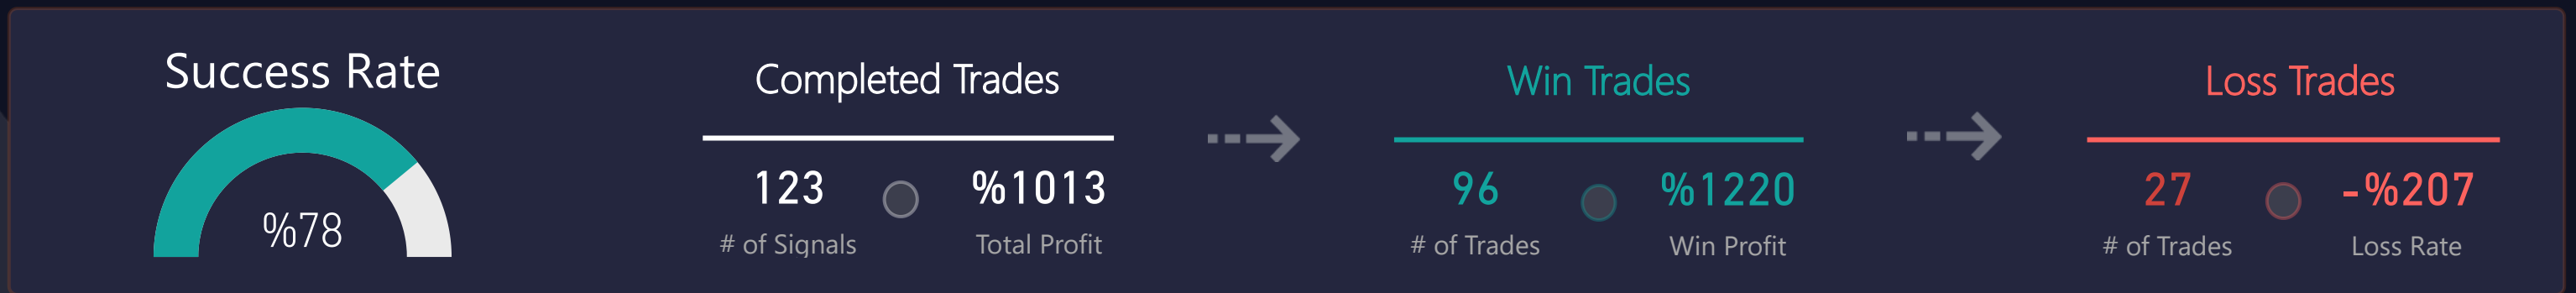 Success Rate
%78
Completed Trades
123 %1013
# of Signals Total Profit
Win Trades
96 %1220
# of Trades Win Profit
Loss Trades
27 -%207
# of Trades Loss Rate